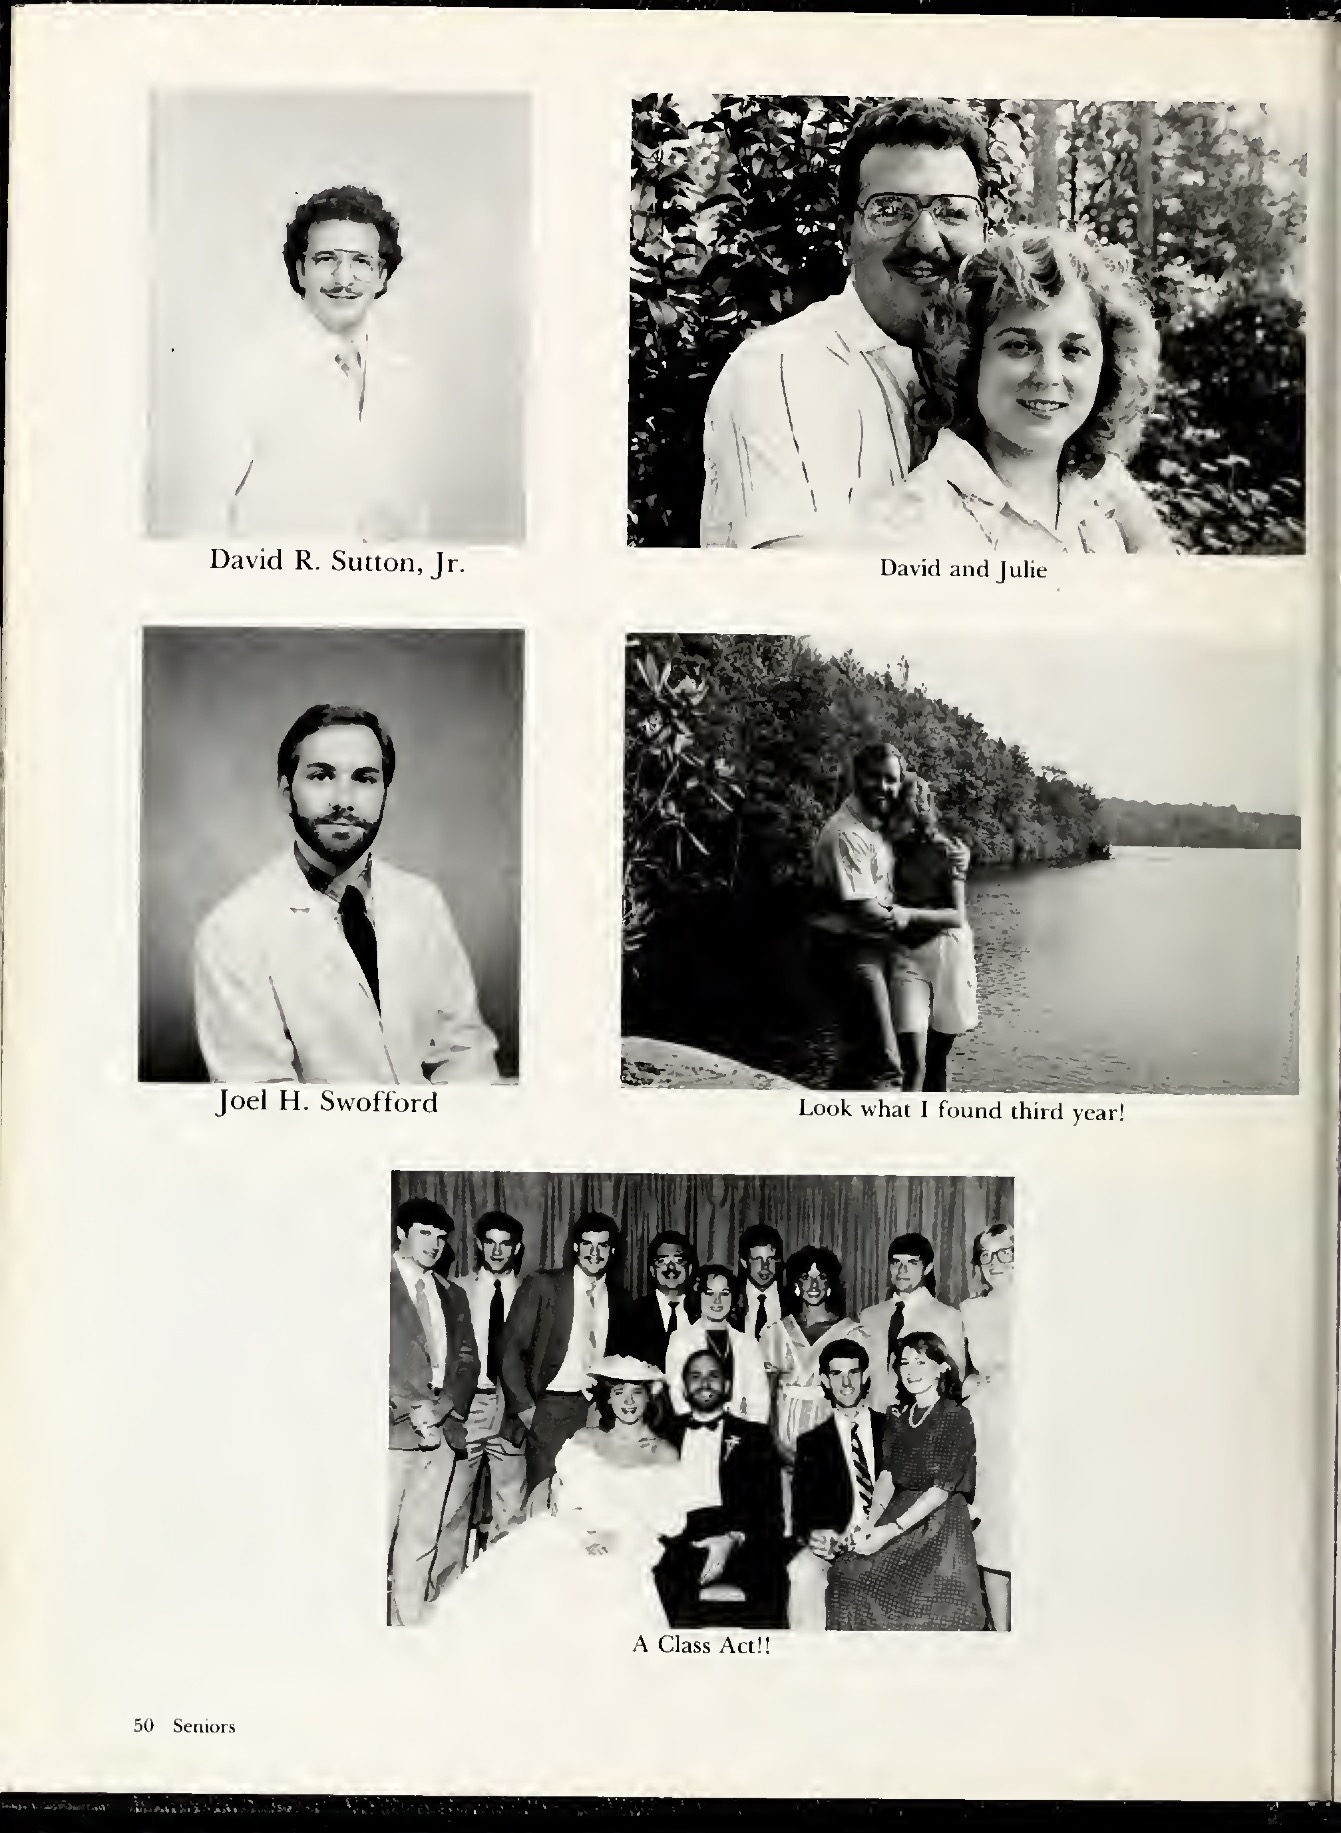 David R. Sutton, Jr.
David and Julie
Joel H. Swofford
Look what I found third year!
A Class Act!!
50 Seniors